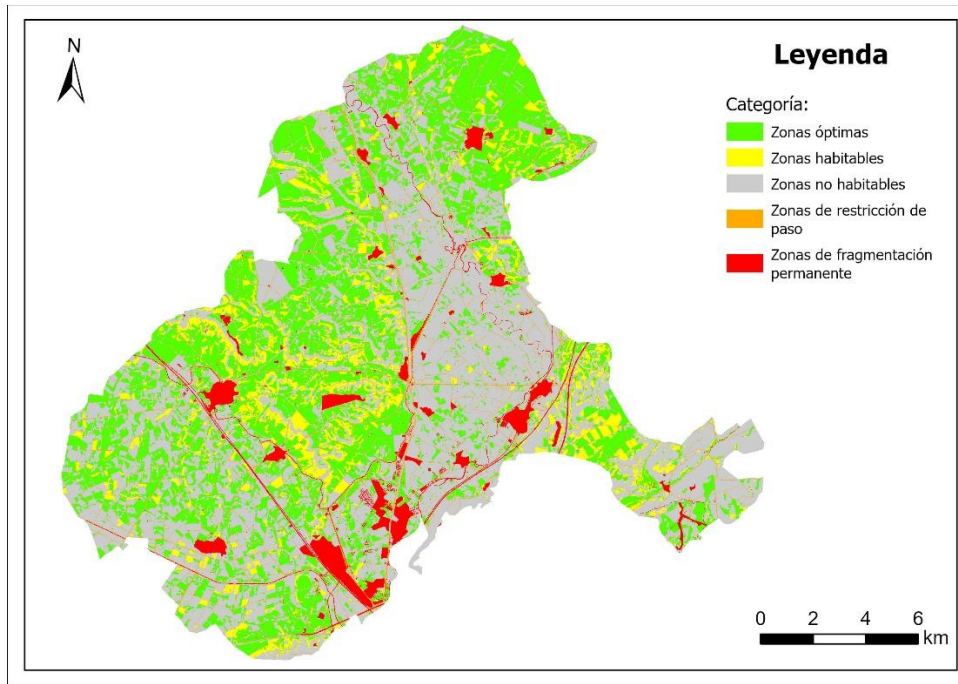 N
Leyenda
Categoría:
Zonas óptimas
Zonas habitables
Zonas no habitables
Zonas de restricción de
paso
Zonas de fragmentación
permanente
0 2 4 6
km